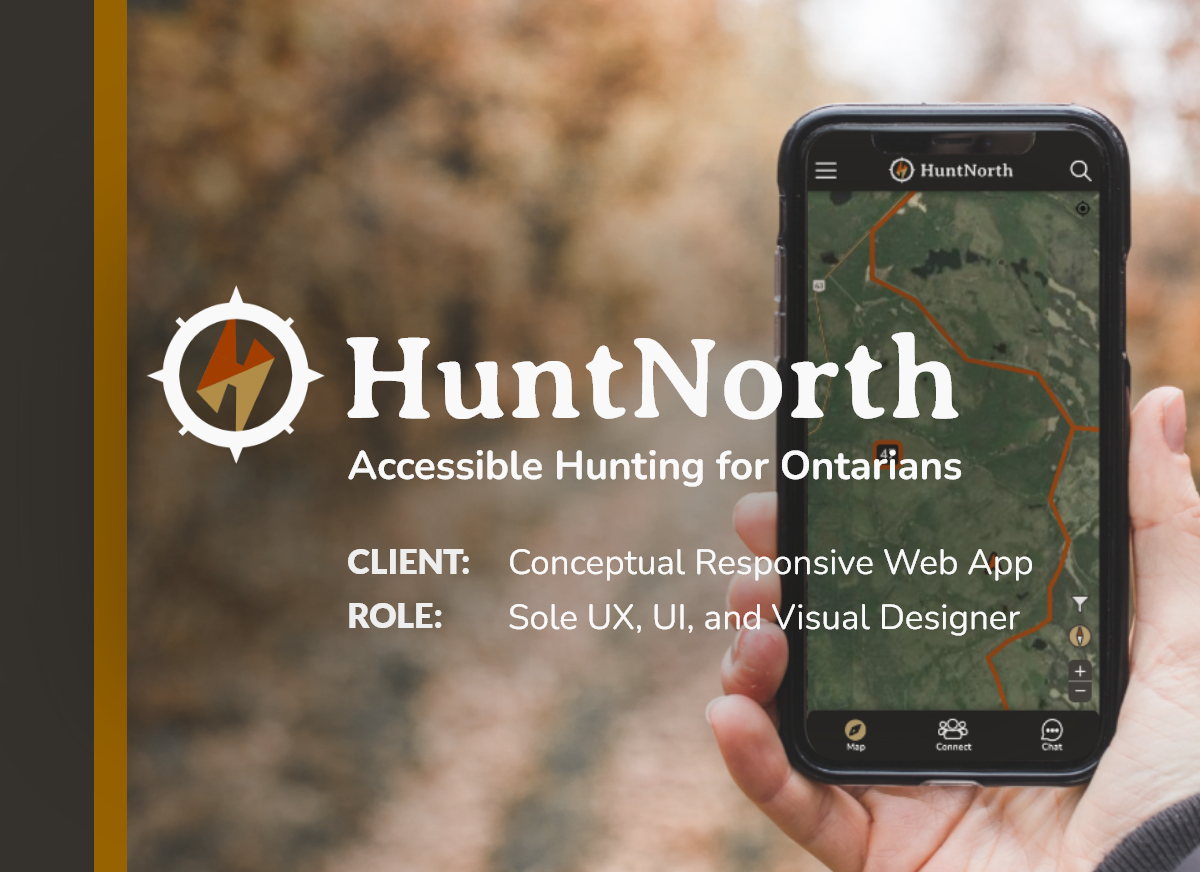 HuntNorth
63
HuntNorth
Accessible Hunting for Ontarians
CLIENT: Conceptual Responsive Web App
ROLE: Sole UX, UI, and Visual Designer
+
−
Map Connect Chat